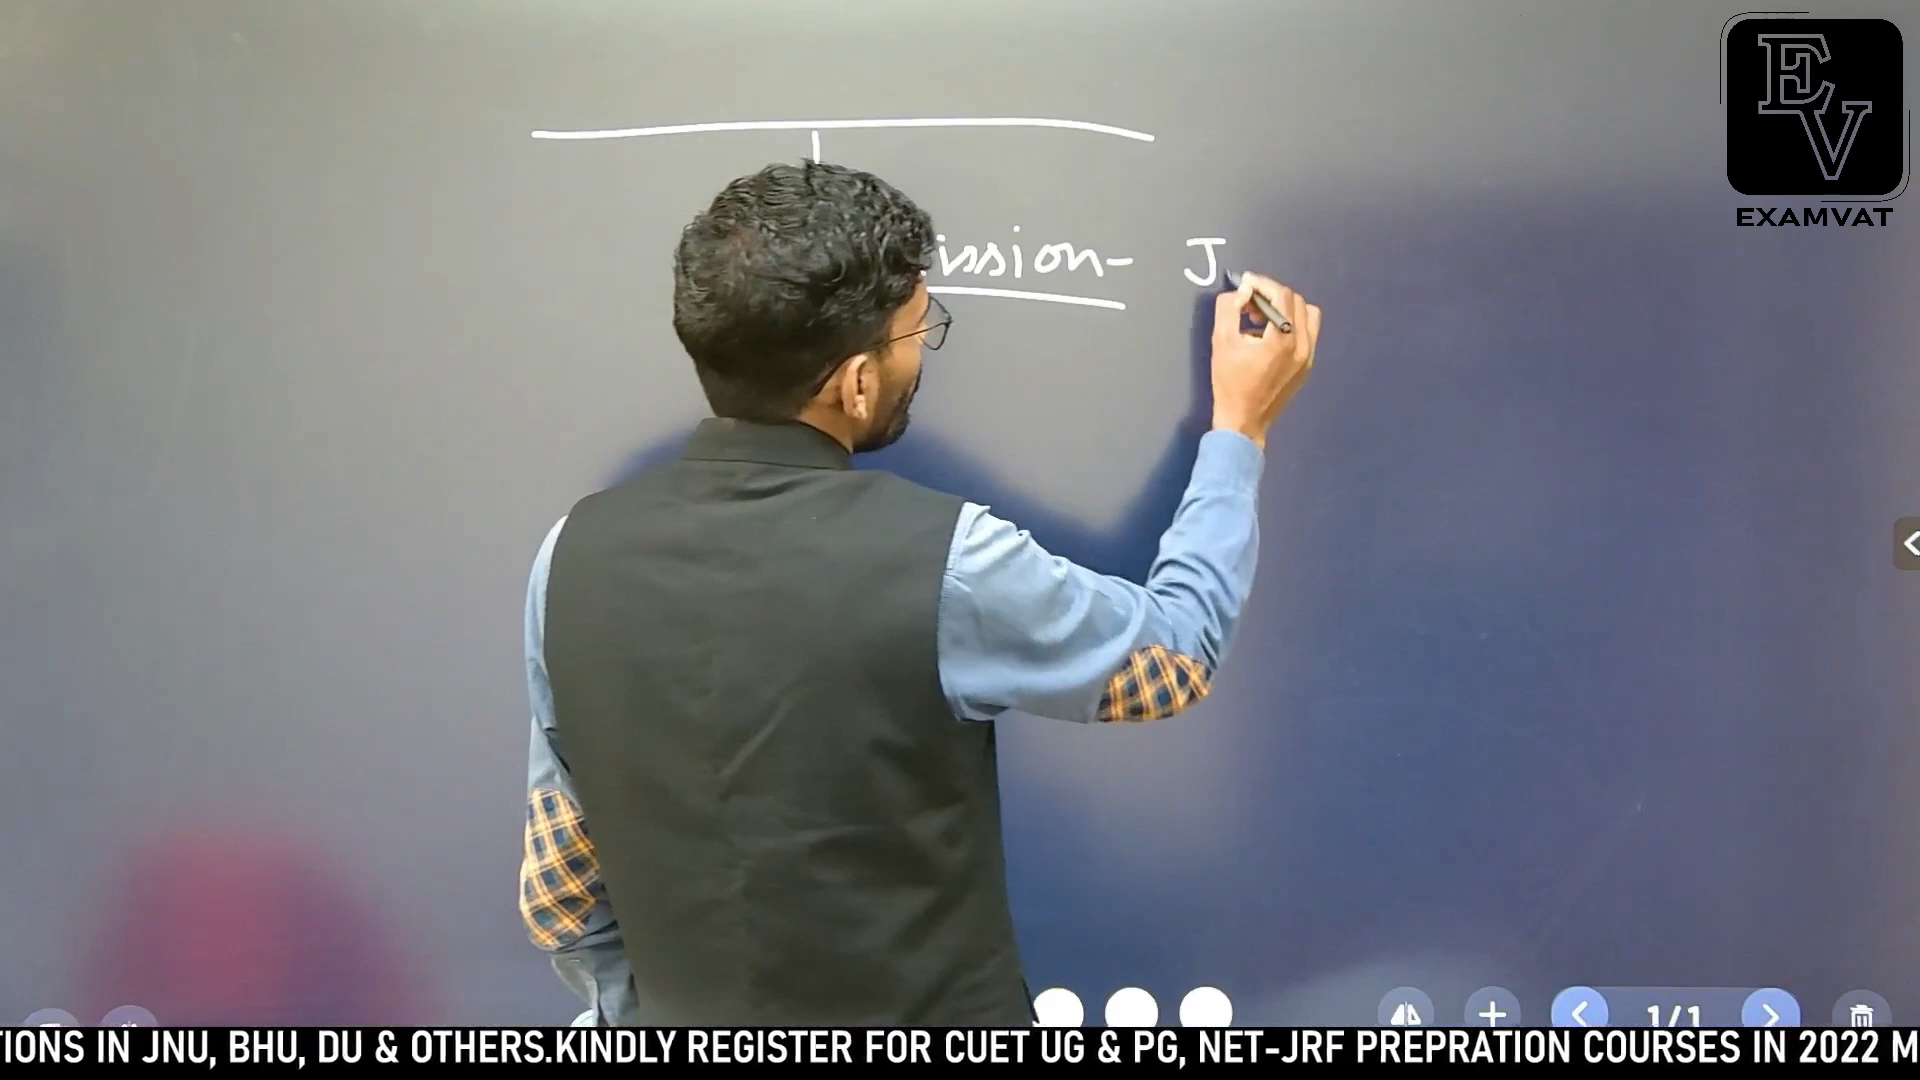 EV
EXAMVAT
ission- J
1/1
TIONS IN JNU, BHU, DU & OTHERS.KINDLY REGISTER FOR CUET UG & PG, NET-JRF PREPRATION COURSES IN 2022 M